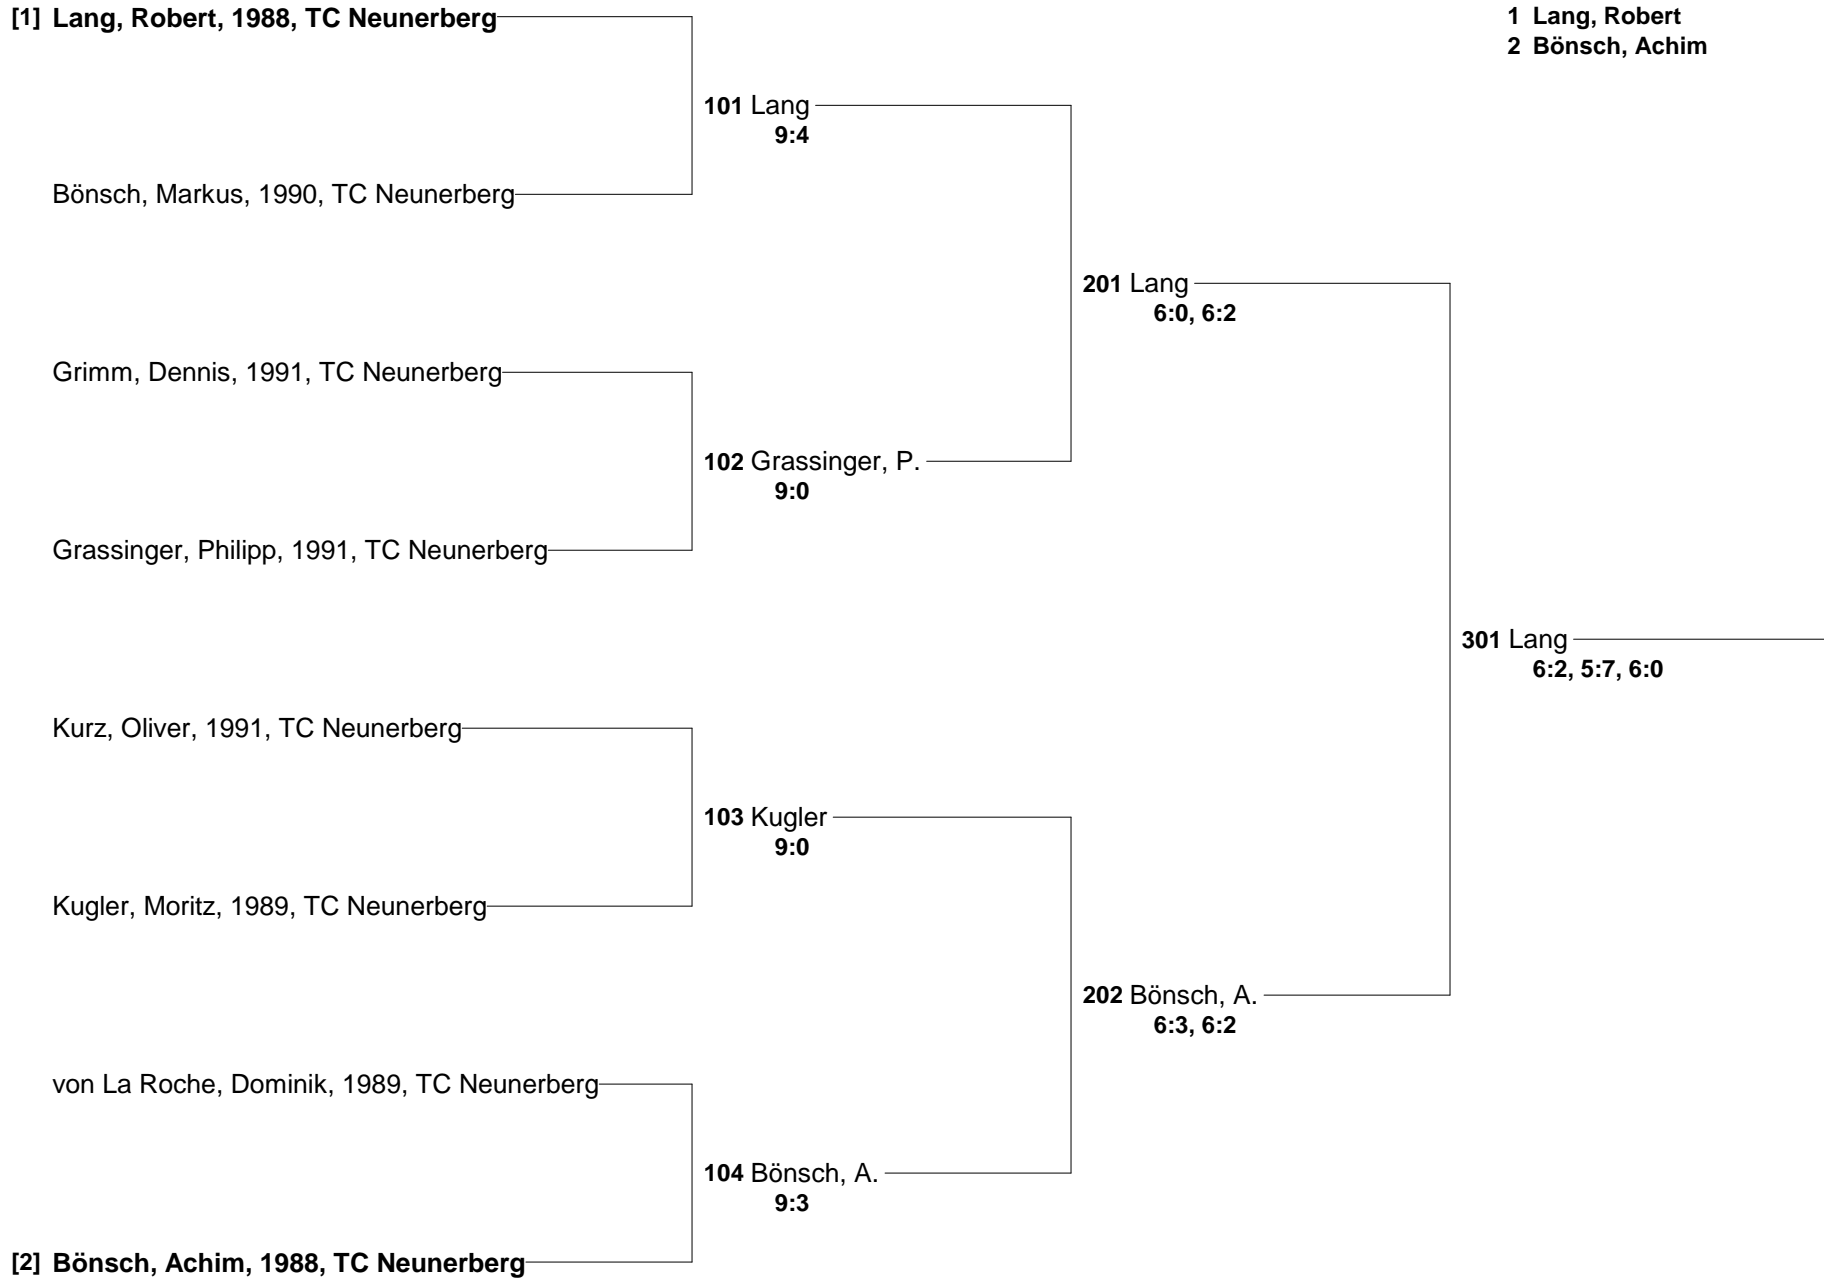 [1] Lang, Robert, 1988, TC Neunerberg
1 Lang, Robert
2 Bönsch, Achim
101 Lang
9:4
Bönsch, Markus, 1990, TC Neunerberg
201 Lang
6:0, 6:2
Grimm, Dennis, 1991, TC Neunerberg
102 Grassinger, P.
9:0
Grassinger, Philipp, 1991, TC Neunerberg
301 Lang
6:2, 5:7, 6:0
Kurz, Oliver, 1991, TC Neunerberg
103 Kugler
9:0
Kugler, Moritz, 1989, TC Neunerberg
202 Bönsch, A.
6:3, 6:2
von La Roche, Dominik, 1989, TC Neunerberg
104 Bönsch, A.
9:3
[2] Bönsch, Achim, 1988, TC Neunerberg